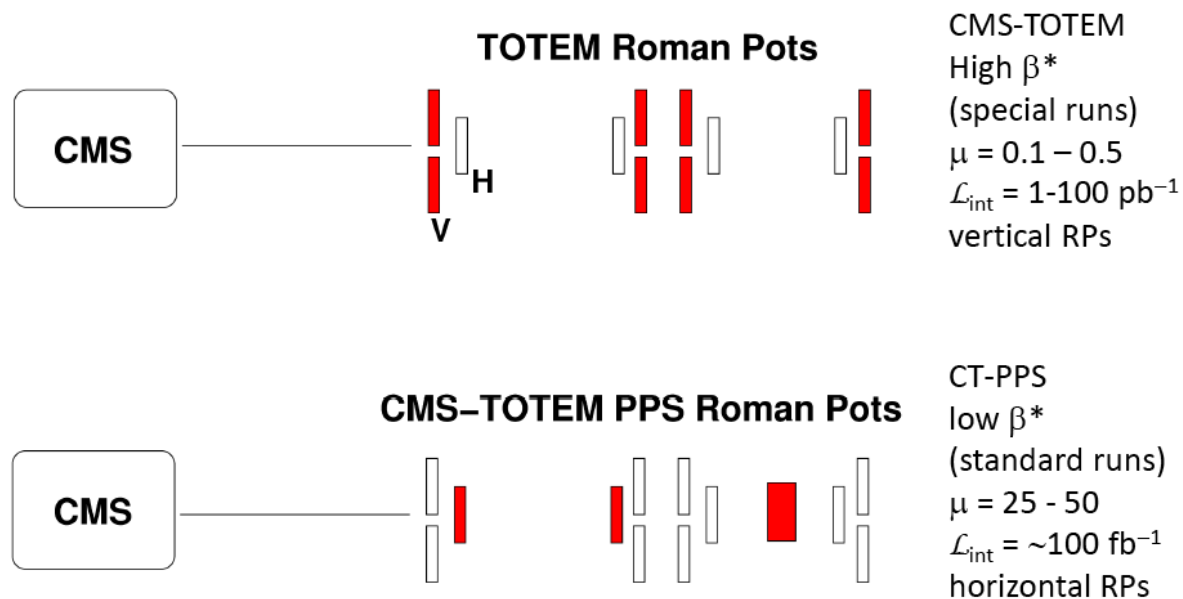 TOTEM Roman Pots
CMS
H
V
CMS-TOTEM
High β*
(special runs)
μ = 0.1 – 0.5
ℒint = 1-100 pb⁻¹
vertical RPs
CMS–TOTEM PPS Roman Pots
CMS
CT-PPS
low β*
(standard runs)
μ = 25 - 50
ℒint = ~100 fb⁻¹
horizontal RPs